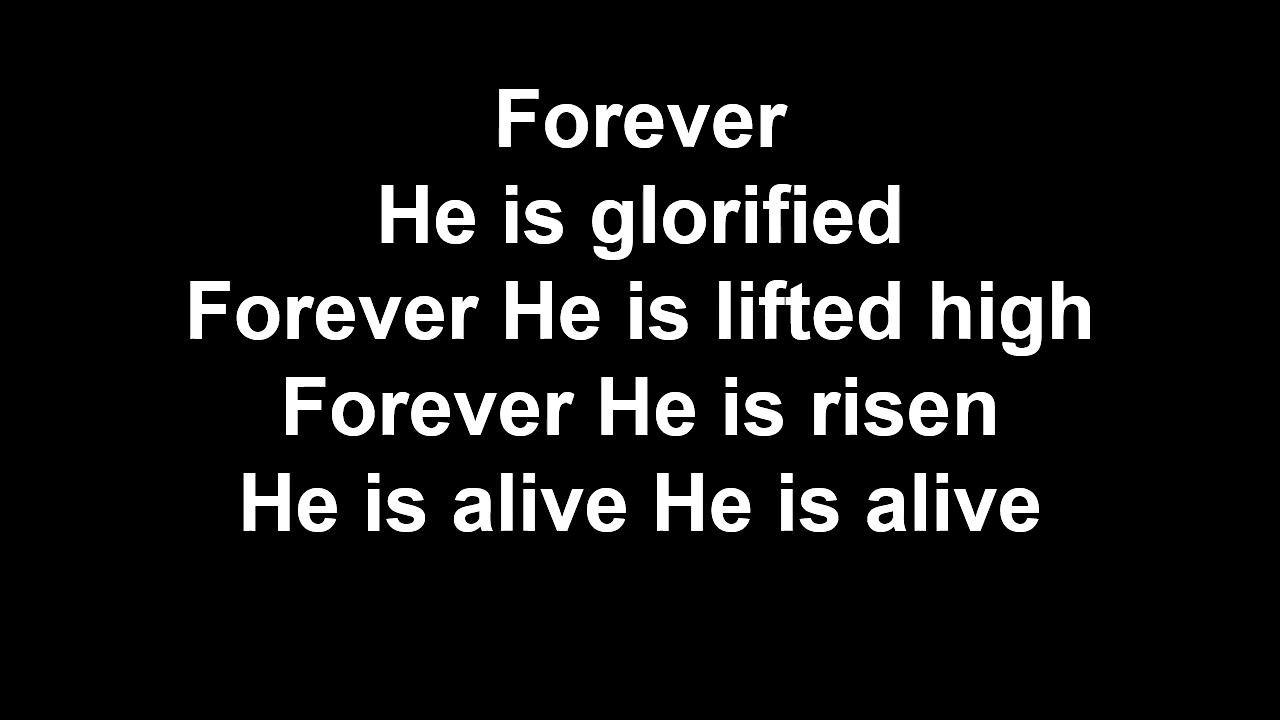 Forever
He is glorified
Forever He is lifted high
Forever He is risen
He is alive He is alive